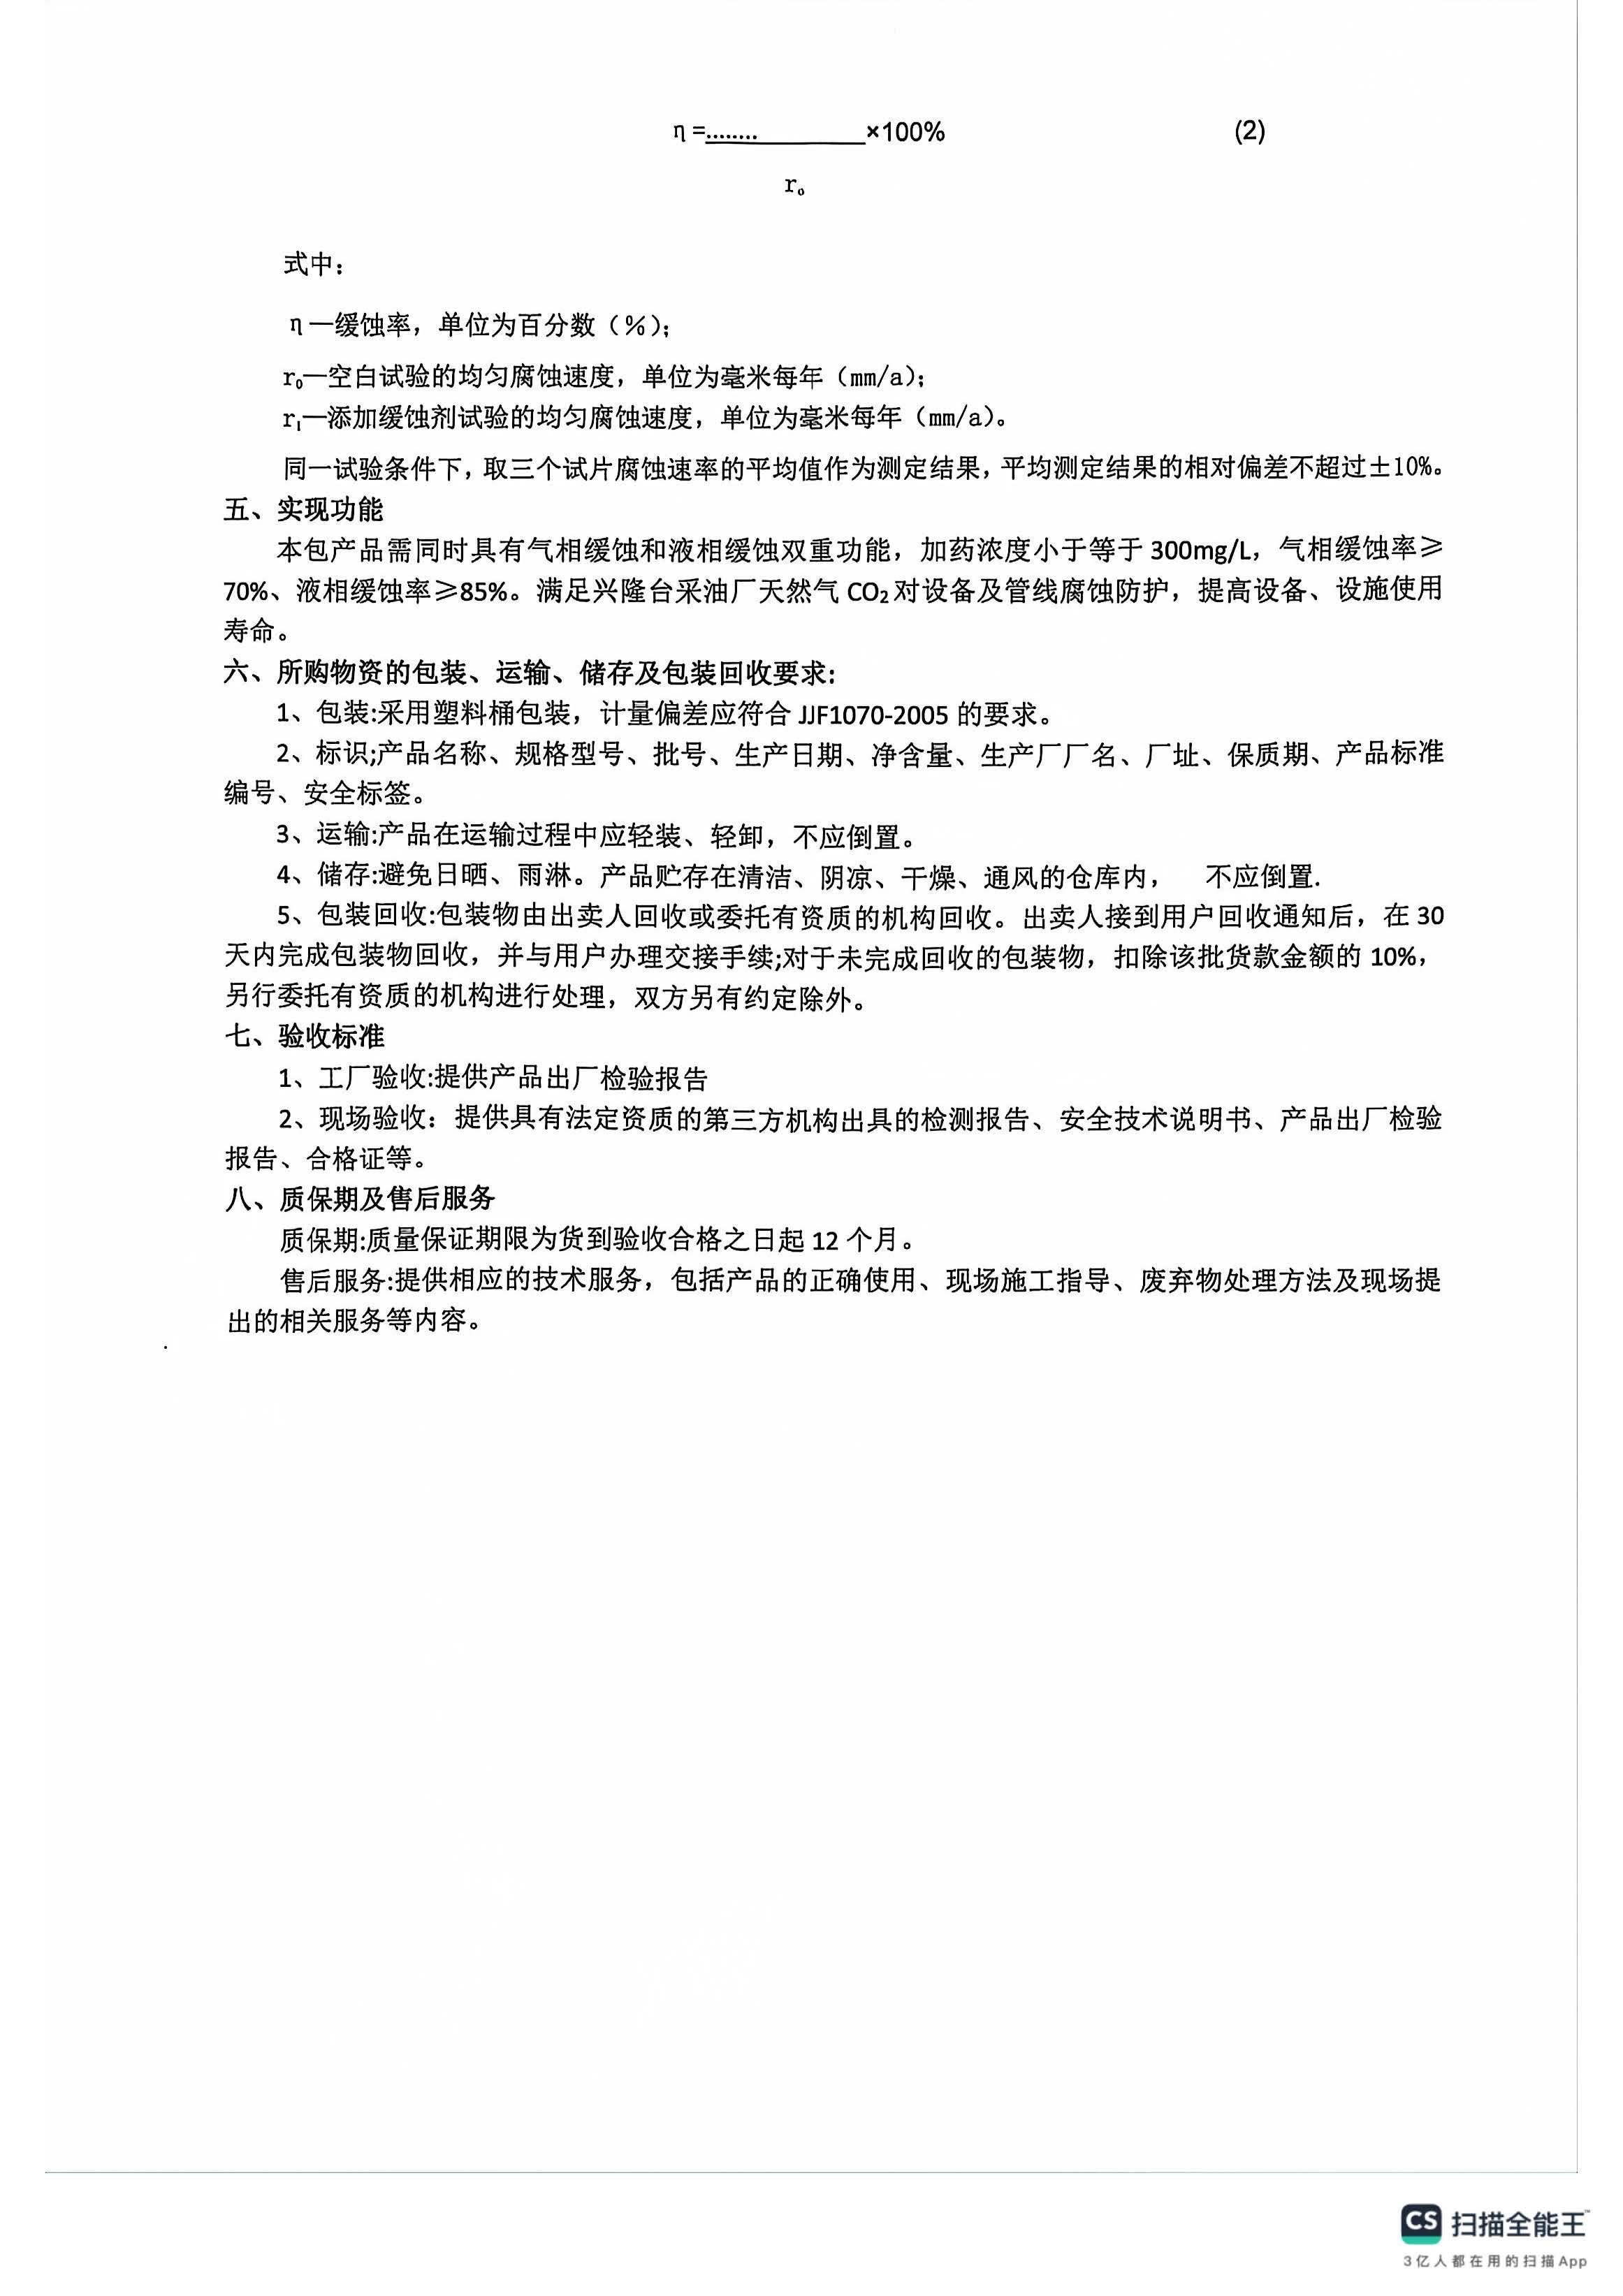 η=........ ×100% (2)
r₀
式中：
η—缓蚀率，单位为百分数（%）；
r₀—空白试验的均匀腐蚀速度，单位为毫米每年（mm/a）；
r₁—添加缓蚀剂试验的均匀腐蚀速度，单位为毫米每年（mm/a）。
同一试验条件下，取三个试片腐蚀速率的平均值作为测定结果，平均测定结果的相对偏差不超过±10%。
五、实现功能
本包产品需同时具有气相缓蚀和液相缓蚀双重功能，加药浓度小于等于 300mg/L，气相缓蚀率≥
70%、液相缓蚀率≥85%。满足兴隆台采油厂天然气 CO₂对设备及管线腐蚀防护，提高设备、设施使用
寿命。
六、所购物资的包装、运输、储存及包装回收要求:
1、包装:采用塑料桶包装，计量偏差应符合 JJF1070-2005 的要求。
2、标识;产品名称、规格型号、批号、生产日期、净含量、生产厂厂名、厂址、保质期、产品标准
编号、安全标签。
3、运输:产品在运输过程中应轻装、轻卸，不应倒置。
4、储存:避免日晒、雨淋。产品贮存在清洁、阴凉、干燥、通风的仓库内， 不应倒置.
5、包装回收:包装物由出卖人回收或委托有资质的机构回收。出卖人接到用户回收通知后，在 30
天内完成包装物回收，并与用户办理交接手续;对于未完成回收的包装物，扣除该批货款金额的 10%，
另行委托有资质的机构进行处理，双方另有约定除外。
七、验收标准
1、工厂验收:提供产品出厂检验报告
2、现场验收：提供具有法定资质的第三方机构出具的检测报告、安全技术说明书、产品出厂检验
报告、合格证等。
八、质保期及售后服务
质保期:质量保证期限为货到验收合格之日起 12 个月。
售后服务:提供相应的技术服务，包括产品的正确使用、现场施工指导、废弃物处理方法及现场提
出的相关服务等内容。
CS 扫描全能王™
3亿人都在用的扫描App